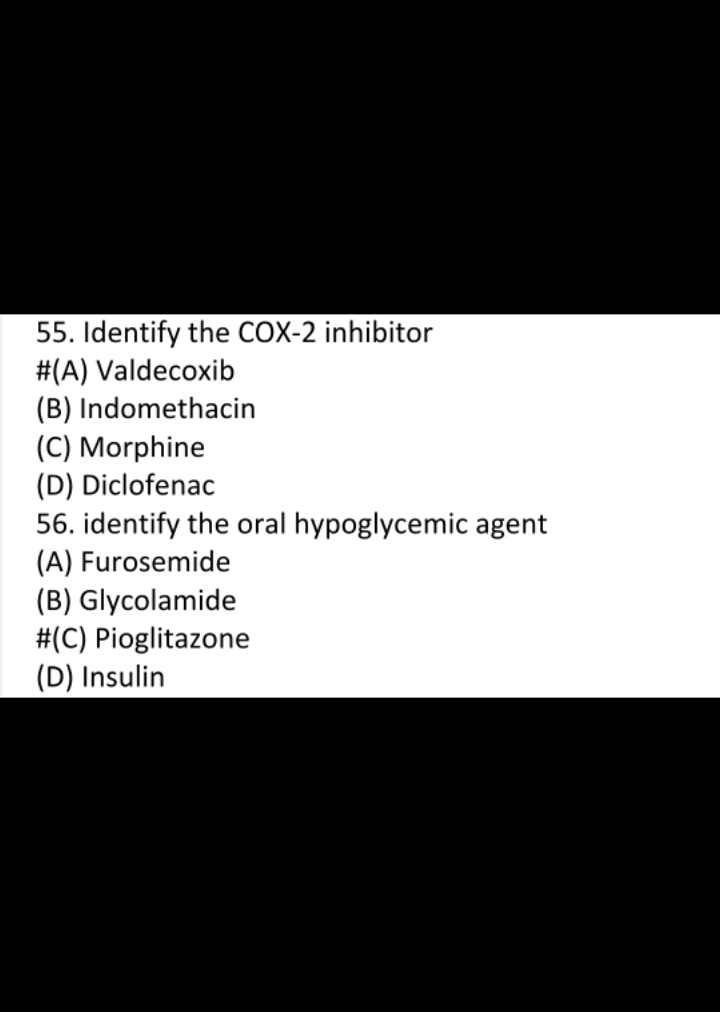 55. Identify the COX-2 inhibitor
#(A) Valdecoxib
(B) Indomethacin
(C) Morphine
(D) Diclofenac
56. identify the oral hypoglycemic agent
(A) Furosemide
(B) Glycolamide
#(C) Pioglitazone
(D) Insulin